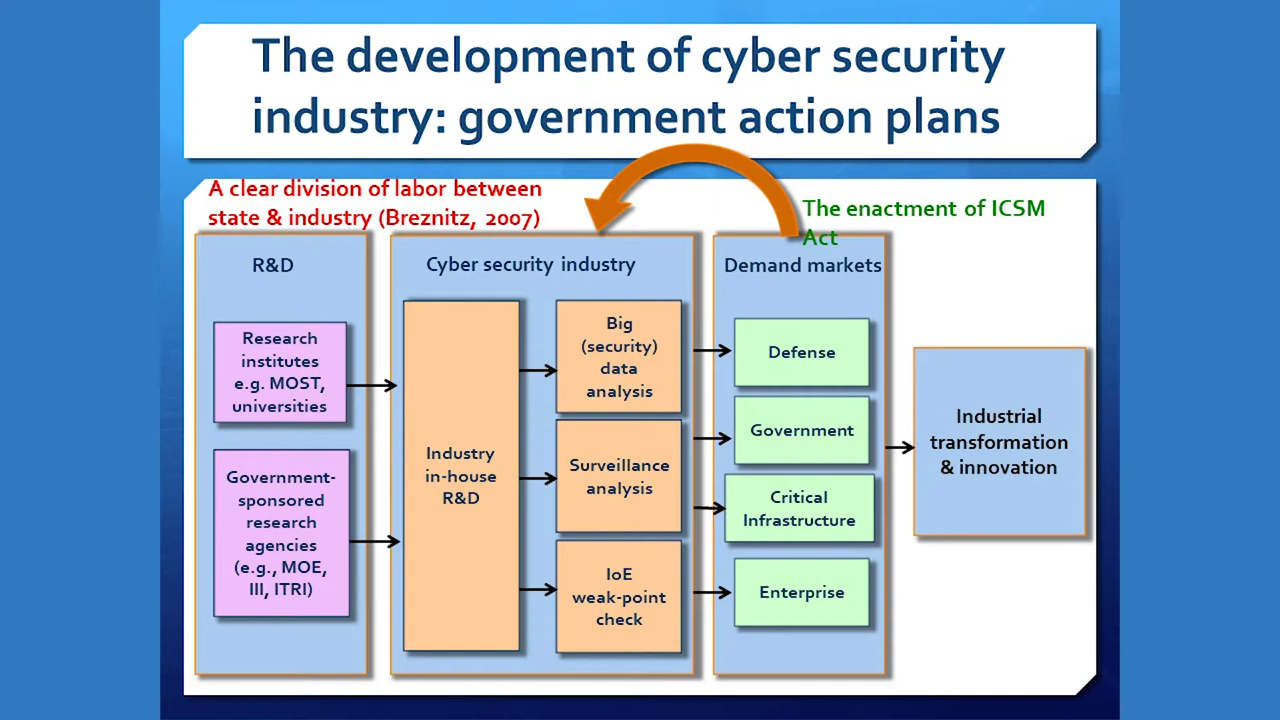 The development of cyber security
industry: government action plans
A clear division of labor between
state & industry (Breznitz, 2007)
The enactment of ICSM
Act
R&D
Research
institutes
e.g. MOST,
universities
Government-
sponsored
research
agencies
(e.g., MOE,
III, ITRI)
Cyber security industry
Industry
in-house
R&D
Big
(security)
data
analysis
Surveillance
analysis
IoE
weak-point
check
Demand markets
Defense
Government
Critical
Infrastructure
Enterprise
Industrial
transformation
& innovation